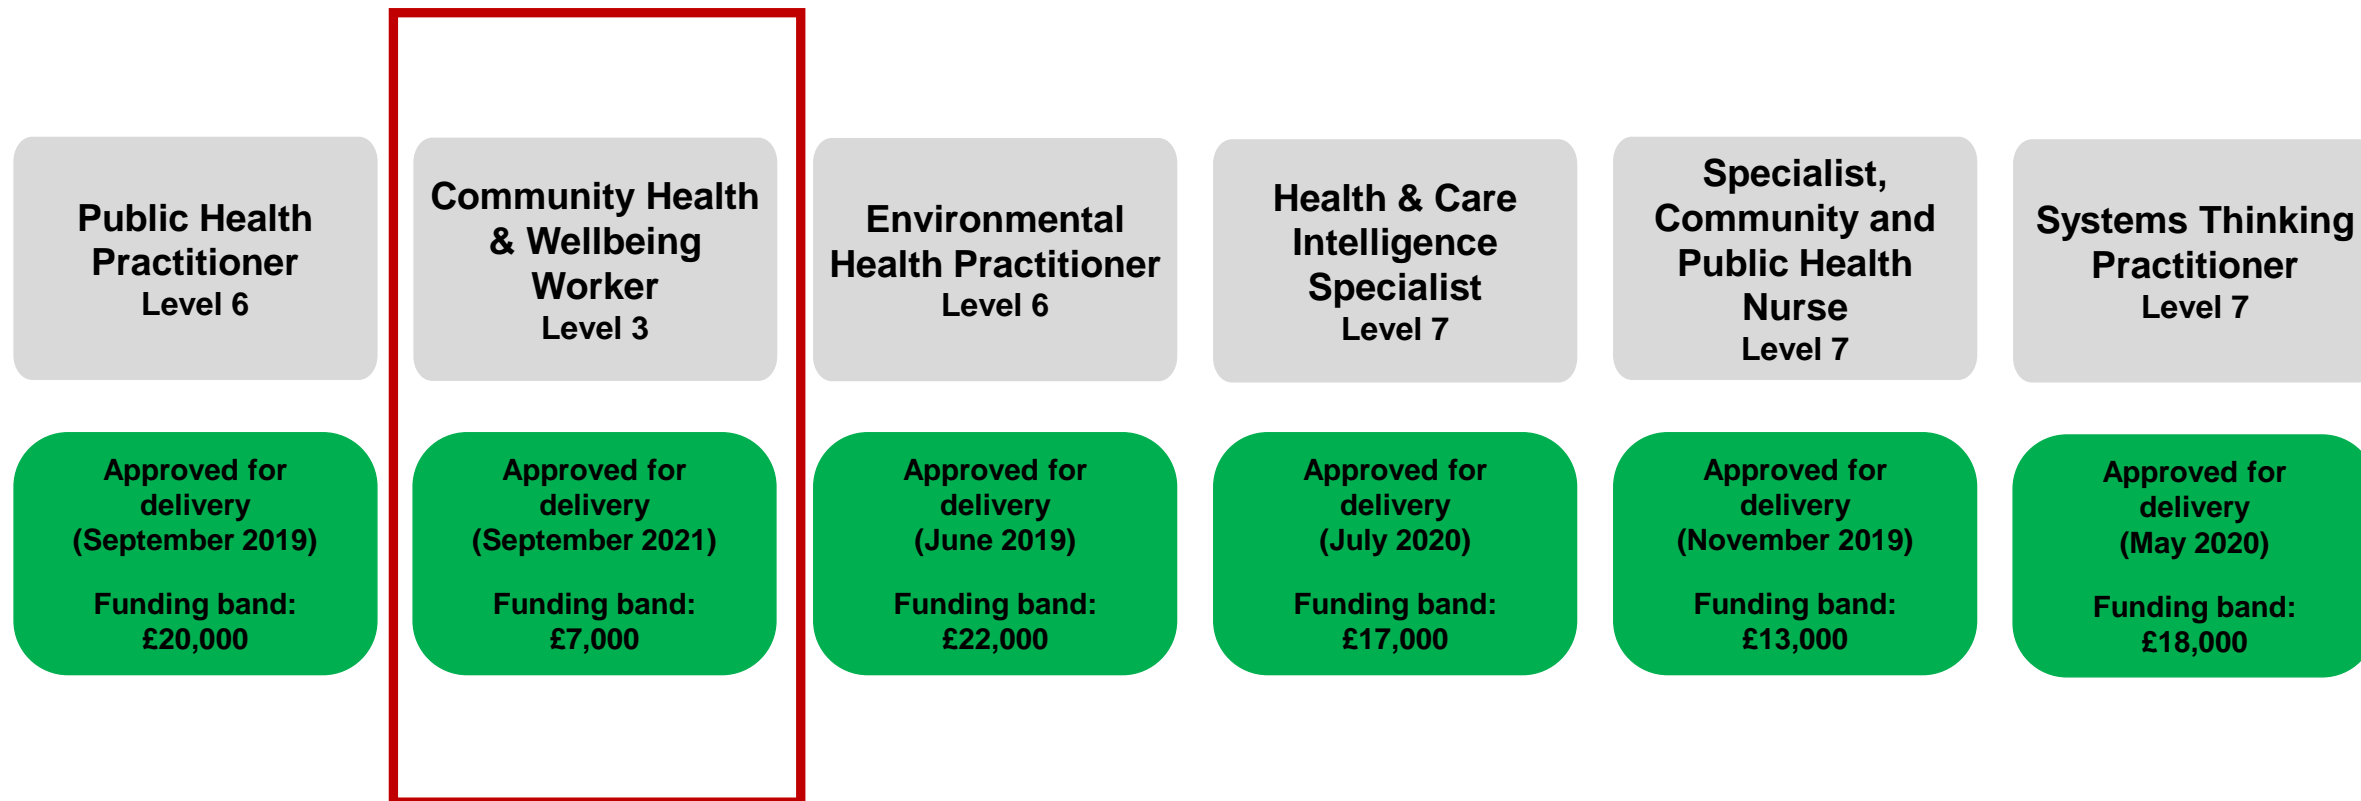 Public Health
Practitioner
Level 6
Community Health
& Wellbeing
Worker
Level 3
Environmental
Health Practitioner
Level 6
Health & Care
Intelligence
Specialist
Level 7
Specialist,
Community and
Public Health
Nurse
Level 7
Systems Thinking
Practitioner
Level 7
Approved for
delivery
(September 2019)
Funding band:
£20,000
Approved for
delivery
(September 2021)
Funding band:
£7,000
Approved for
delivery
(June 2019)
Funding band:
£22,000
Approved for
delivery
(July 2020)
Funding band:
£17,000
Approved for
delivery
(November 2019)
Funding band:
£13,000
Approved for
delivery
(May 2020)
Funding band:
£18,000